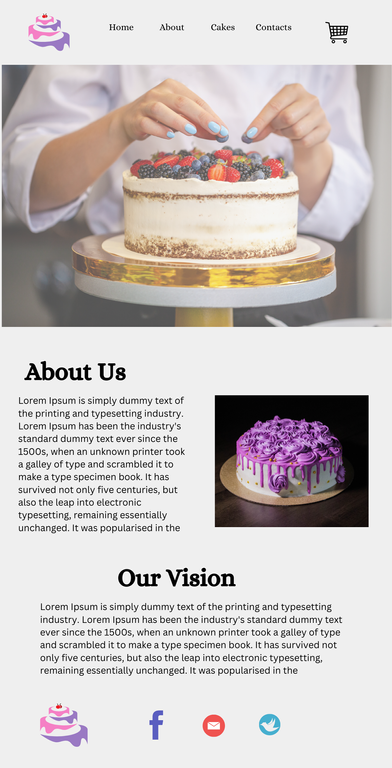 Home About Cakes Contacts
About Us
Lorem Ipsum is simply dummy text of
the printing and typesetting industry.
Lorem Ipsum has been the industry's
standard dummy text ever since the
1500s, when an unknown printer took
a galley of type and scrambled it to
make a type specimen book. It has
survived not only five centuries, but
also the leap into electronic
typesetting, remaining essentially
unchanged. It was popularised in the
Our Vision
Lorem Ipsum is simply dummy text of the printing and typesetting
industry. Lorem Ipsum has been the industry's standard dummy text
ever since the 1500s, when an unknown printer took a galley of type
and scrambled it to make a type specimen book. It has survived not
only five centuries, but also the leap into electronic typesetting,
remaining essentially unchanged. It was popularised in the